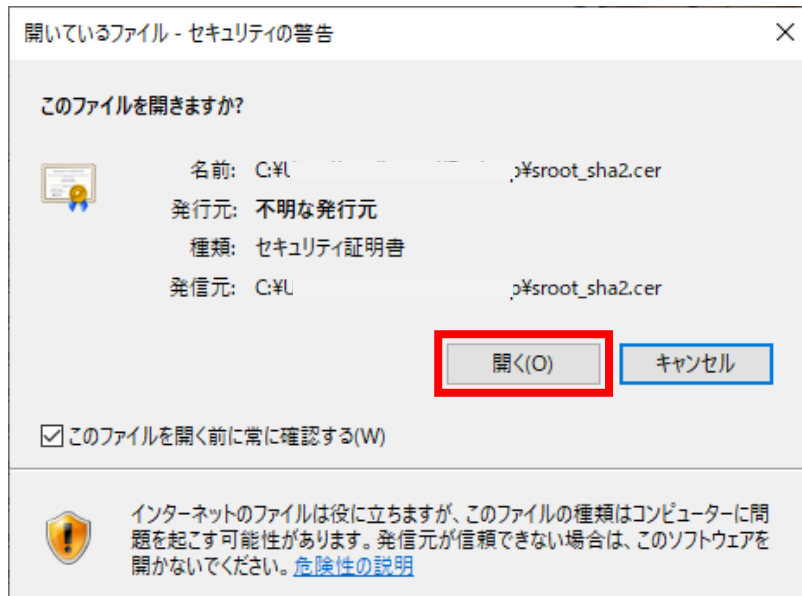 開いているファイル - セキュリティの警告
このファイルを開きますか?
名前: C:¥U p¥sroot_sha2.cer
発行元: 不明な発行元
種類: セキュリティ証明書
発信元: C:¥U p¥sroot_sha2.cer
開く(O) キャンセル
このファイルを開く前に常に確認する(W)
インターネットのファイルは役に立ちますが、このファイルの種類はコンピューターに問
題を起こす可能性があります。発信元が信頼できない場合は、このソフトウェアを
開かないでください。危険性の説明